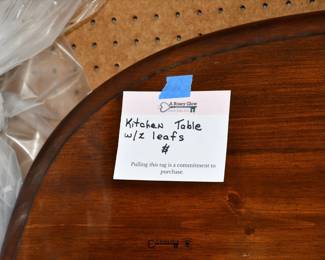 A Rosey Glow
Kitchen Table
w/2 leafs
$
Pulling this tag is a commitment to
purchase.